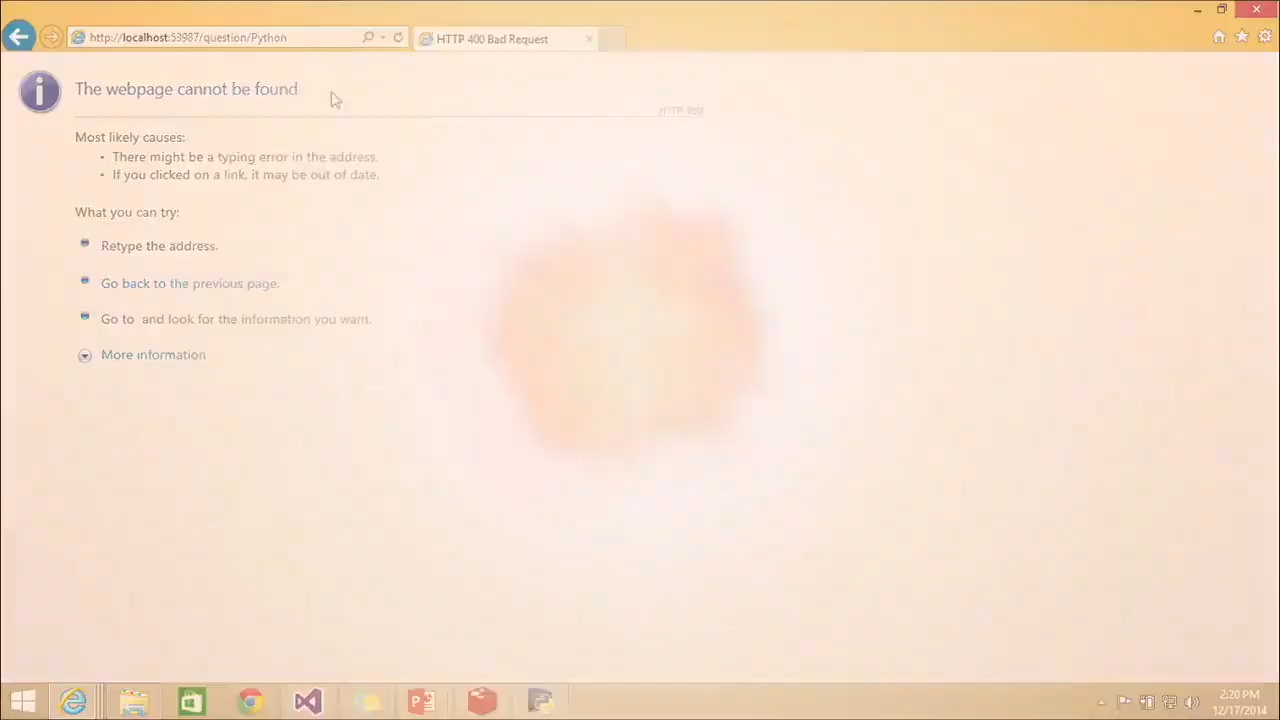 http://localhost:53987/question/Python
HTTP 400 Bad Request
The webpage cannot be found
HTTP 400
Most likely causes:
• There might be a typing error in the address.
• If you clicked on a link, it may be out of date.
What you can try:
Retype the address.
Go back to the previous page.
Go to  and look for the information you want.
More information
2:20 PM
12/17/2014